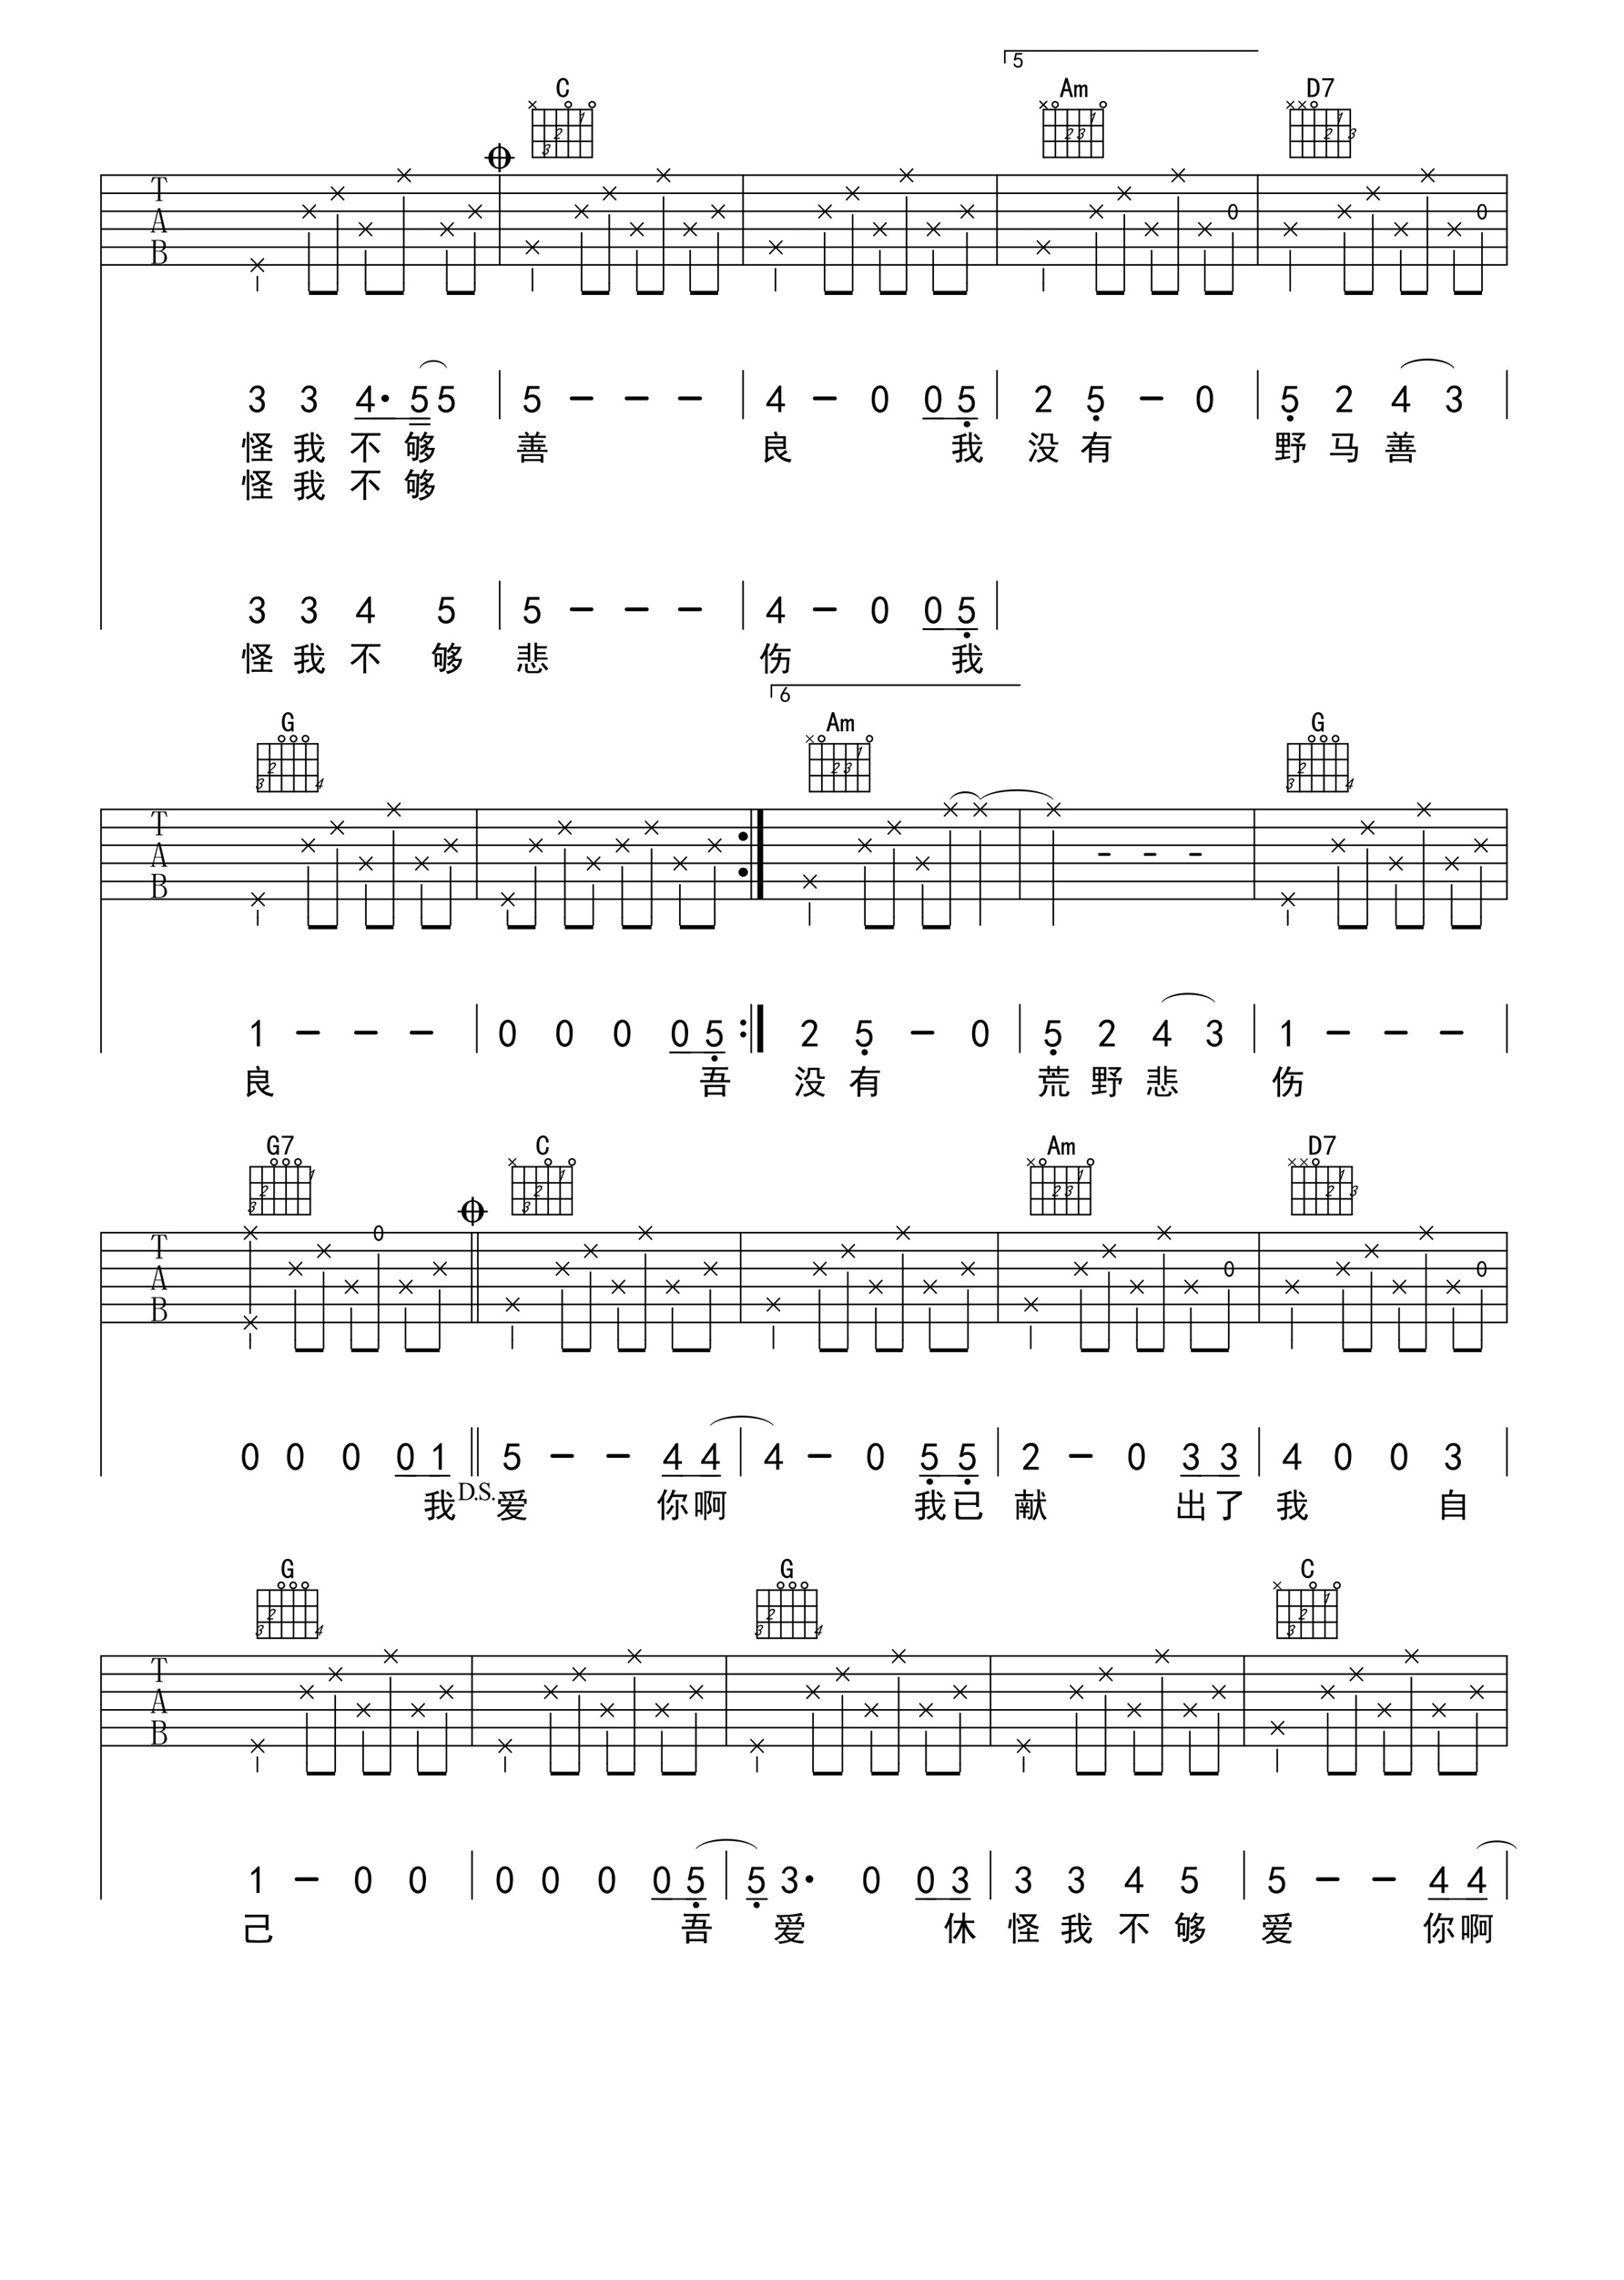 5
C Am D7
T A B
3 3 4· 5 5 | 5 - - - | 4 - 0 0 5 | 2 5 - 0 | 5 2 4 3 |
怪我不够 善 良 我 没有 野马善
怪我不够
3 3 4 5 | 5 - - - | 4 - 0 0 5 |
怪我不够 悲 伤 我
6
G Am G
T A B
1 - - - | 0 0 0 0 5 :| 2 5 - 0 | 5 2 4 3 | 1 - - - |
良 吾 没有 荒野悲 伤
G7 C Am D7
T A B
0 0 0 0 1 || 5 - - 4 4 | 4 - 0 5 5 | 2 - 0 3 3 | 4 0 0 3 |
我 D.S. 爱 你啊 我已 献 出了 我 自
G G C
T A B
1 - 0 0 | 0 0 0 0 5 | 5 3· 0 0 3 | 3 3 4 5 | 5 - - 4 4 |
己 吾 爱 休 怪我不够 爱 你啊